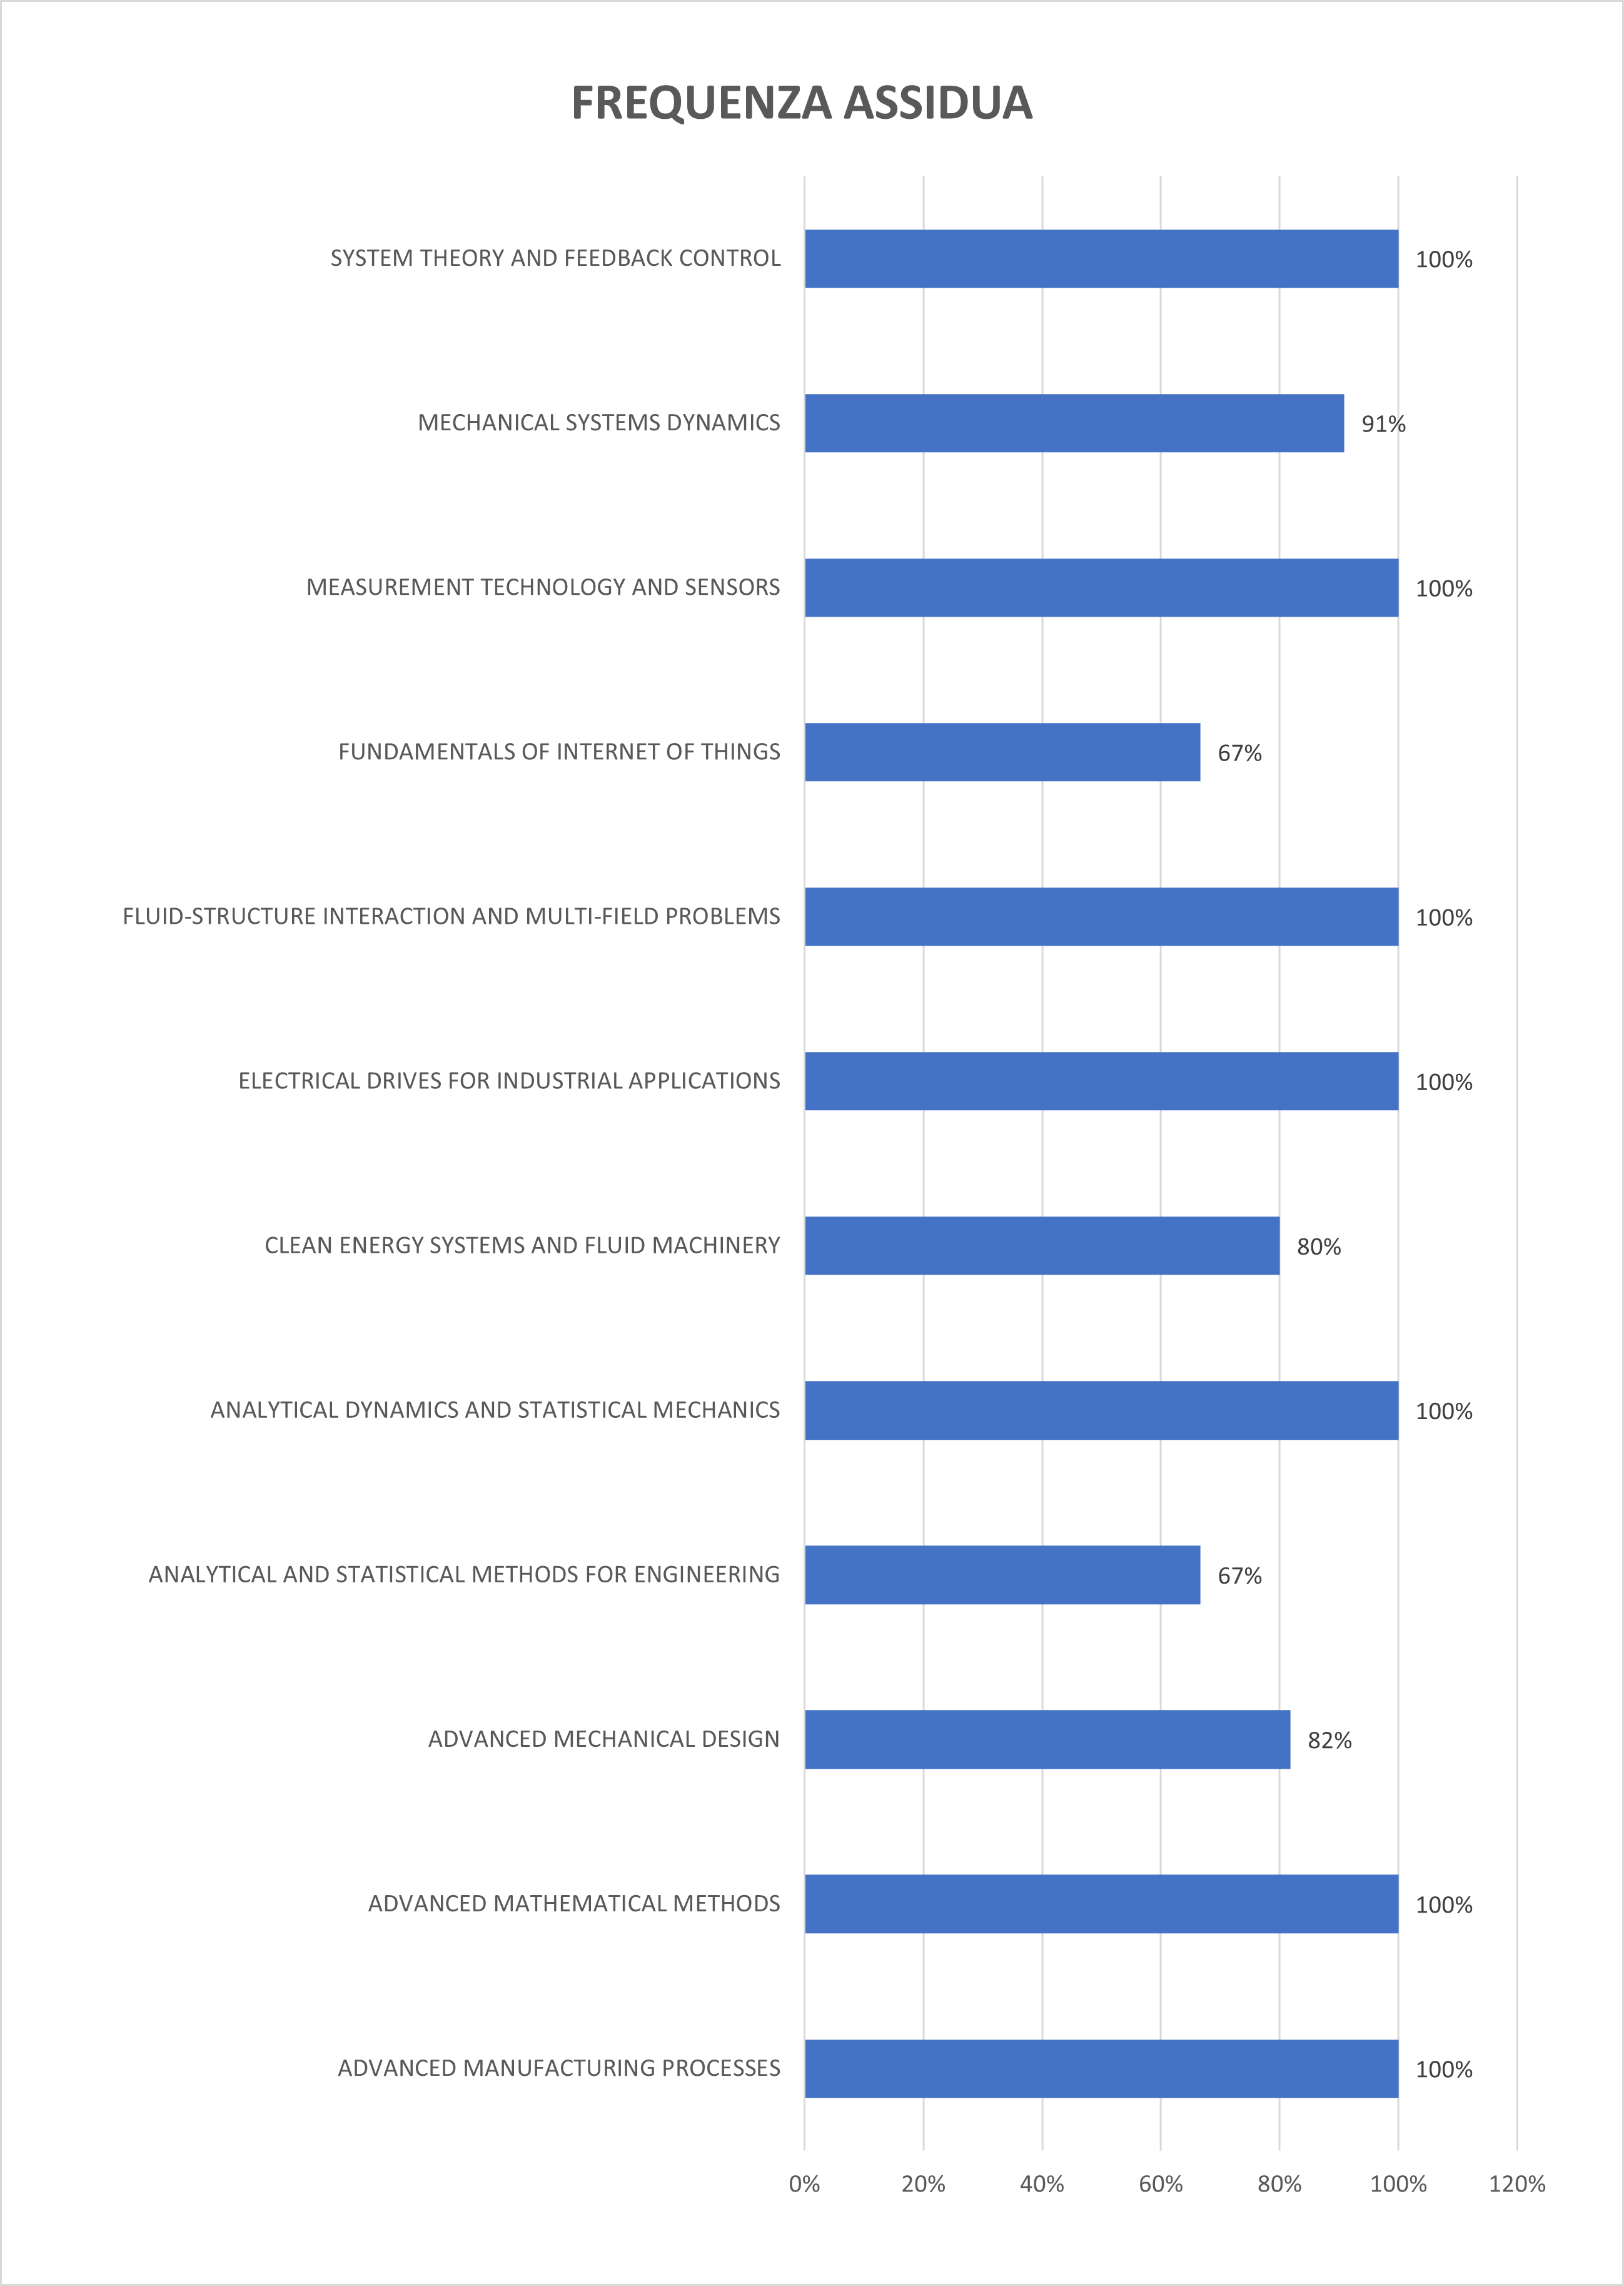 FREQUENZA ASSIDUA
SYSTEM THEORY AND FEEDBACK CONTROL 100%
MECHANICAL SYSTEMS DYNAMICS 91%
MEASUREMENT TECHNOLOGY AND SENSORS 100%
FUNDAMENTALS OF INTERNET OF THINGS 67%
FLUID-STRUCTURE INTERACTION AND MULTI-FIELD PROBLEMS 100%
ELECTRICAL DRIVES FOR INDUSTRIAL APPLICATIONS 100%
CLEAN ENERGY SYSTEMS AND FLUID MACHINERY 80%
ANALYTICAL DYNAMICS AND STATISTICAL MECHANICS 100%
ANALYTICAL AND STATISTICAL METHODS FOR ENGINEERING 67%
ADVANCED MECHANICAL DESIGN 82%
ADVANCED MATHEMATICAL METHODS 100%
ADVANCED MANUFACTURING PROCESSES 100%
0% 20% 40% 60% 80% 100% 120%